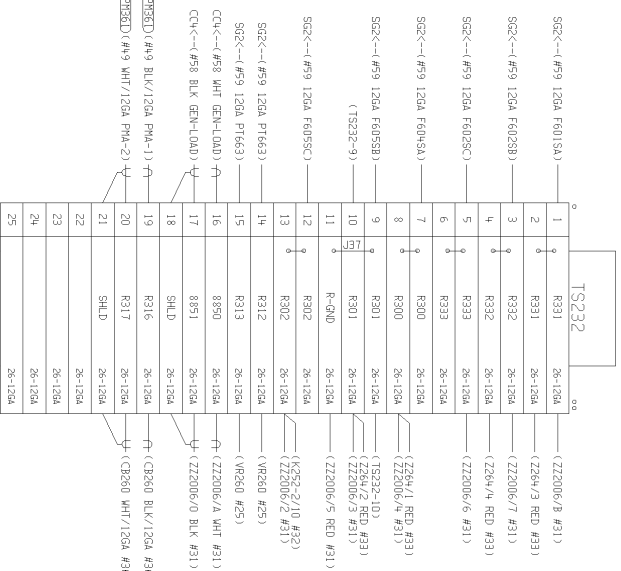 TS232
SG2<--(#59 12GA F601SA) 1 R331 26-12GA (ZZ2006/B #31)
2 R331 26-12GA (Z264/3 RED #33)
SG2<--(#59 12GA F602SB) 3 R332 26-12GA (ZZ2006/7 #31)
4 R332 26-12GA (Z264/4 RED #33)
SG2<--(#59 12GA F602SC) 5 R333 26-12GA (ZZ2006/6 #31)
6 R333 26-12GA
SG2<--(#59 12GA F604SA) 7 R300 26-12GA
(Z264/1 RED #33)
8 R300 26-12GA (ZZ2006/4 #31)
SG2<--(#59 12GA F605SB) 9 R301 26-12GA (TS232-10)
J37
(Z264/2 RED #33)
(TS232-9) 10 R301 26-12GA (ZZ2006/3 #31)
11 R-GND 26-12GA (ZZ2006/5 RED #31)
SG2<--(#59 12GA F605SC) 12 R302 26-12GA
(K252-2/10 #32)
13 R302 26-12GA (ZZ2006/2 #31)
SG2<--(#59 12GA PT663) 14 R312 26-12GA (VR260 #25)
SG2<--(#59 12GA PT663) 15 R313 26-12GA (VR260 #25)
CC4<--(#58 WHT GEN-LOAD) 16 8850 26-12GA (ZZ2006/A WHT #31)
CC4<--(#58 BLK GEN-LOAD) 17 8851 26-12GA (ZZ2006/0 BLK #31)
18 SHLD 26-12GA
PM361D (#49 BLK/12GA PMA-1) 19 R316 26-12GA (CB260 BLK/12GA
PM361D (#49 WHT/12GA PMA-2) 20 R317 26-12GA (CB260 WHT/12GA
21 SHLD 26-12GA
22 26-12GA
23 26-12GA
24 26-12GA
25 26-12GA